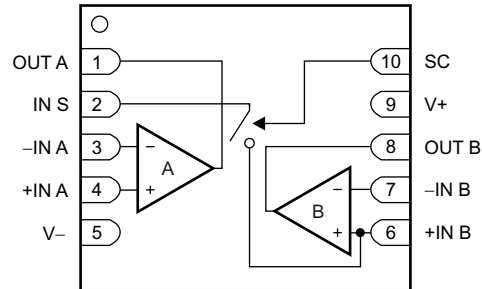 OUT A 1
IN S 2
−IN A 3
+IN A 4
V− 5
− A +
10 SC
9 V+
8 OUT B
7 −IN B
6 +IN B
− B +